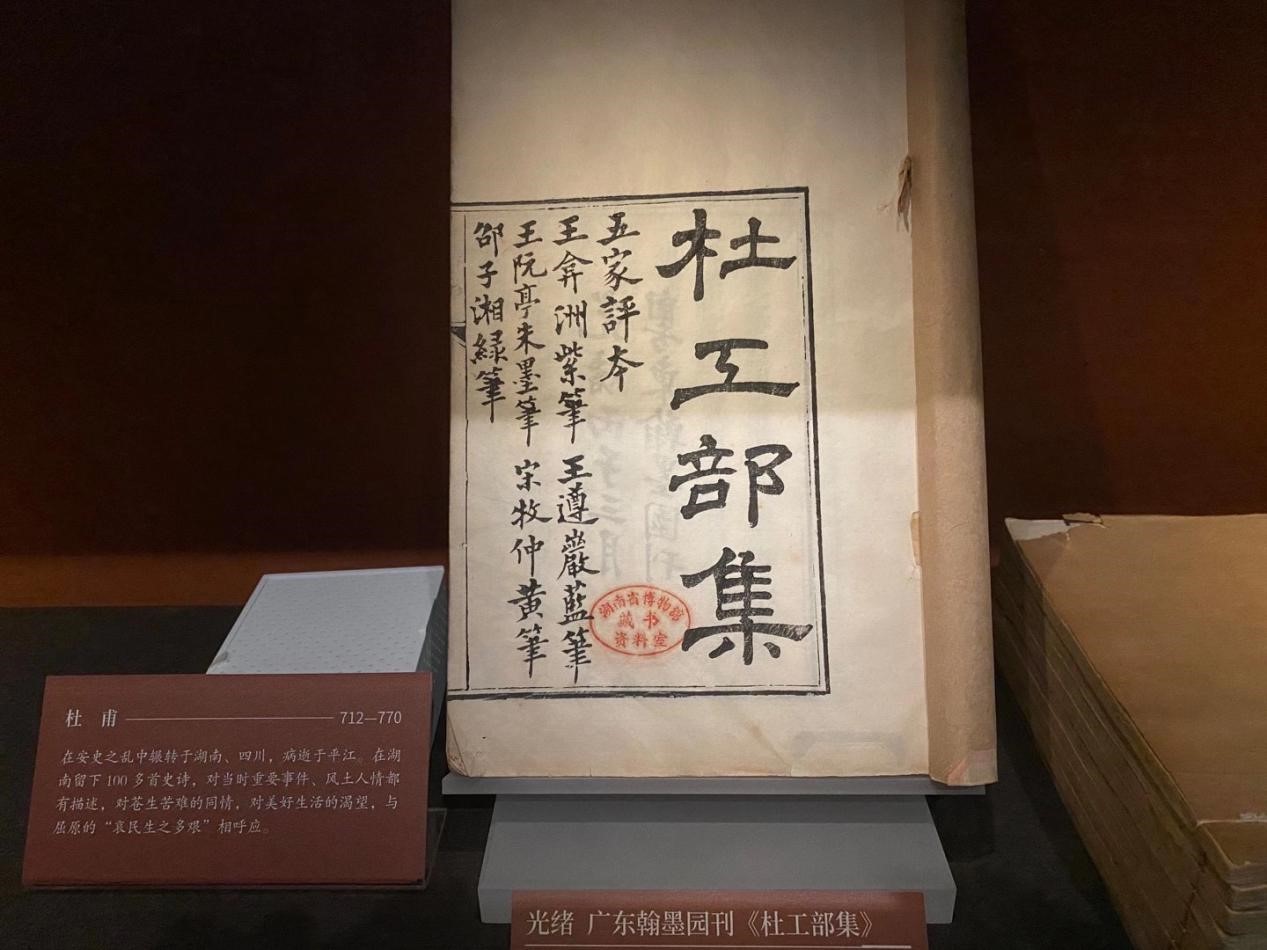 杜工部集
五家評本
王弇洲紫筆 王遵巖藍筆
王阮亭朱墨筆 宋牧仲黃筆
邵子湘緑筆
湖南省博物館
藏书
资料室
杜 甫 712—770
在安史之乱中辗转于湖南、四川，病逝于平江。在湖
南留下 100 多首史诗，对当时重要事件、风土人情都
有描述，对苍生苦难的同情，对美好生活的渴望，与
屈原的“哀民生之多艰”相呼应。
光绪 广东翰墨园刊《杜工部集》